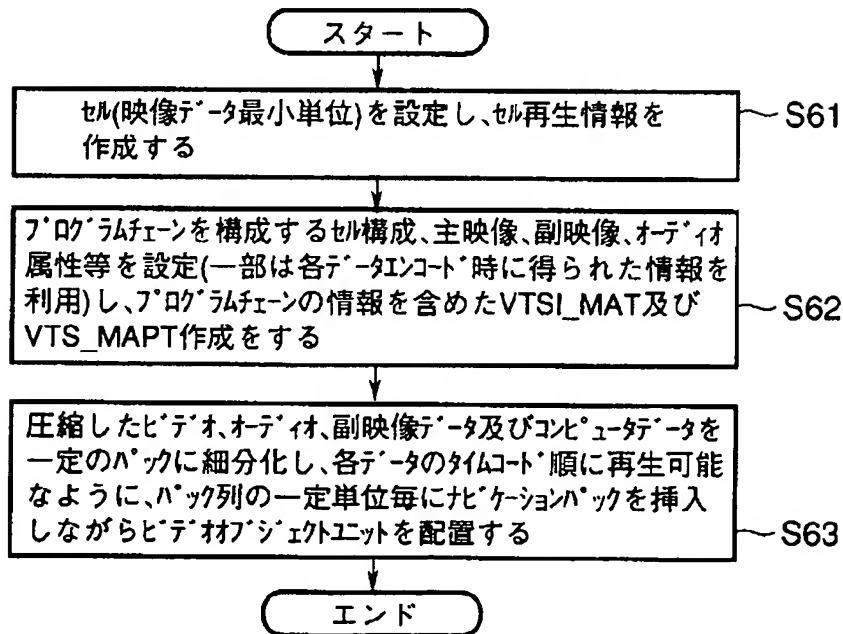 スタート
セル(映像データ最小単位)を設定し、セル再生情報を
作成する
S61
プログラムチェーンを構成するセル構成、主映像、副映像、オーディオ
属性等を設定(一部は各データエンコード時に得られた情報を
利用)し、プログラムチェーンの情報を含めたVTSI_MAT及び
VTS_MAPT作成をする
S62
圧縮したビデオ、オーディオ、副映像データ及びコンピュータデータを
一定のパックに細分化し、各データのタイムコード順に再生可能
なように、パック列の一定単位毎にナビゲーションパックを挿入
しながらビデオオブジェクトユニットを配置する
S63
エンド